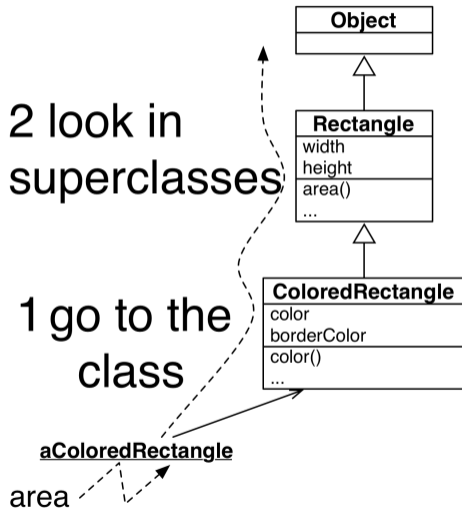 Object
2 look in
superclasses
Rectangle
width
height
area()
...
1 go to the
class
ColoredRectangle
color
borderColor
color()
...
aColoredRectangle
area